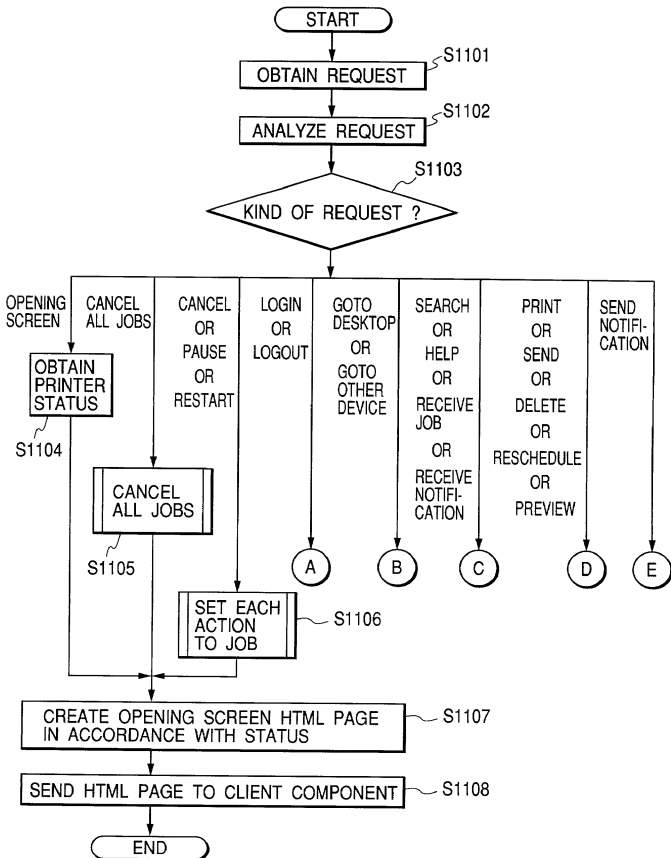 START
S1101
OBTAIN REQUEST
S1102
ANALYZE REQUEST
S1103
KIND OF REQUEST ?
OPENING
SCREEN
OBTAIN
PRINTER
STATUS
S1104
CANCEL
ALL JOBS
CANCEL
ALL JOBS
S1105
CANCEL
OR
PAUSE
OR
RESTART
SET EACH
ACTION
TO JOB
S1106
LOGIN
OR
LOGOUT
A
GOTO
DESKTOP
OR
GOTO
OTHER
DEVICE
B
SEARCH
OR
HELP
OR
RECEIVE
JOB
OR
RECEIVE
NOTIFI-
CATION
C
PRINT
OR
SEND
OR
DELETE
OR
RESCHEDULE
OR
PREVIEW
D
SEND
NOTIFI-
CATION
E
CREATE OPENING SCREEN HTML PAGE
IN ACCORDANCE WITH STATUS
S1107
SEND HTML PAGE TO CLIENT COMPONENT
S1108
END